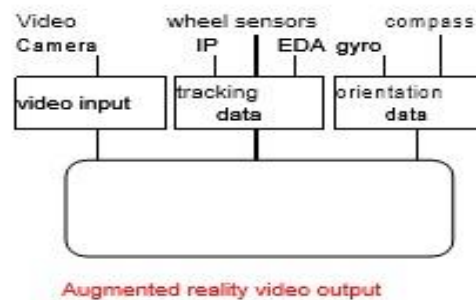 Video wheel sensors compass
Camera IP EDA gyro
video input tracking orientation
data data
Augmented reality video output